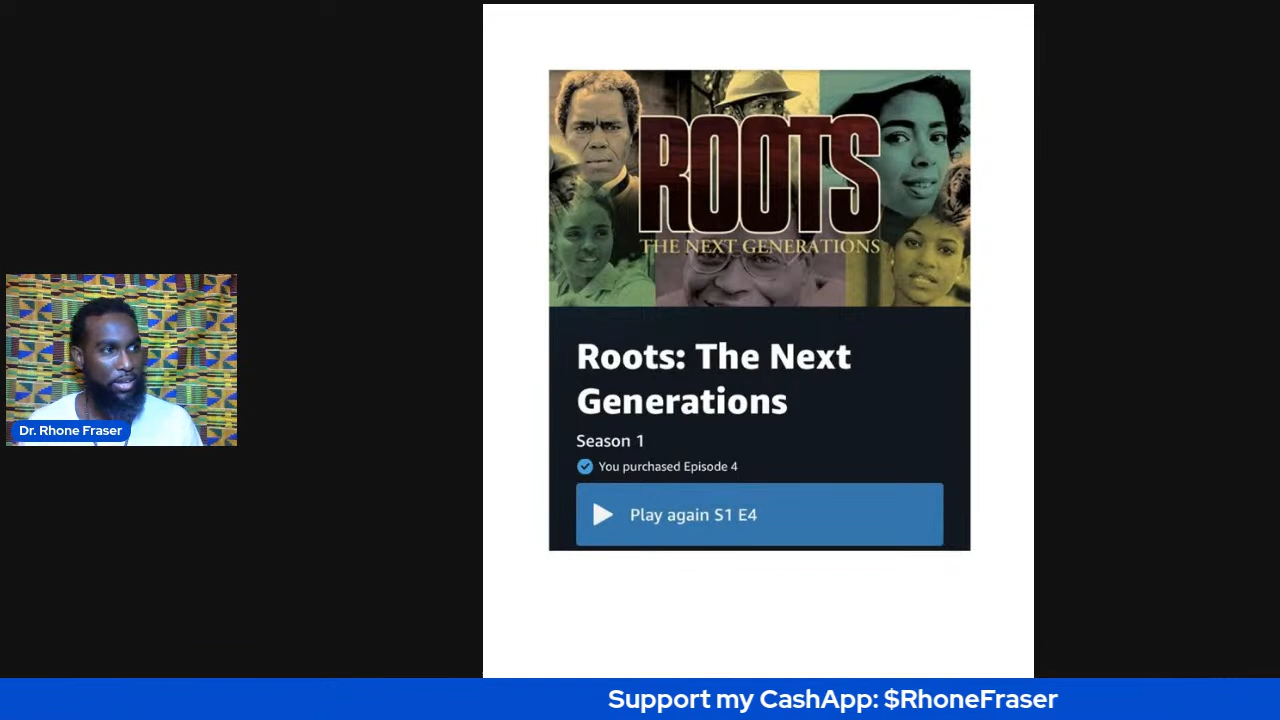 ROOTS
THE NEXT GENERATIONS
Roots: The Next
Generations
Season 1
You purchased Episode 4
Play again S1 E4
Dr. Rhone Fraser
Support my CashApp: $RhoneFraser